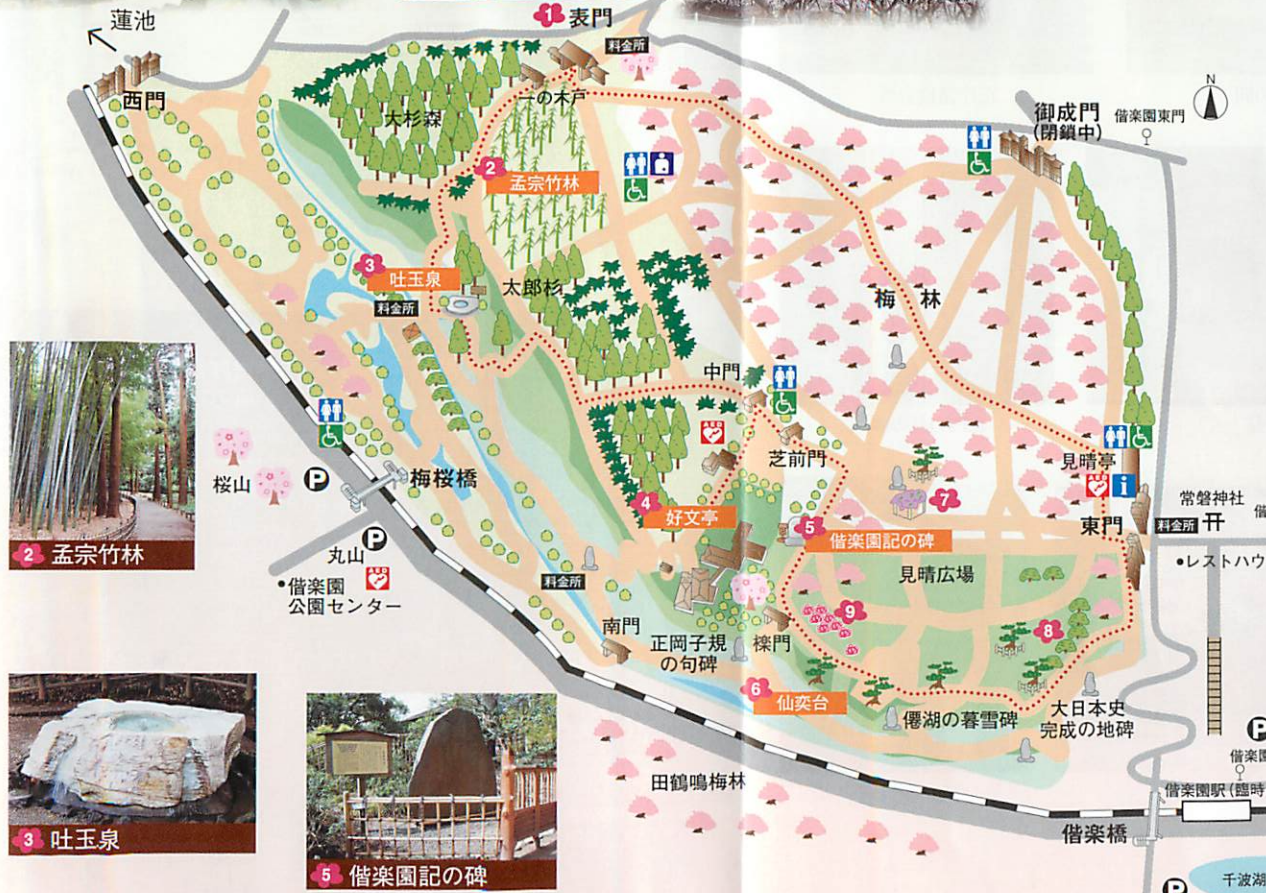 蓮池
1 表門
料金所
西門
一の木戸
大杉森
御成門
(閉鎖中)
偕楽園東門
N
2 孟宗竹林
3 吐玉泉
料金所
太郎杉
梅林
中門
芝前門
見晴亭
AED
i
7
常磐神社
料金所
東門
レストハウ
桜山
P
梅桜橋
2 孟宗竹林
丸山
P
AED
偕楽園
公園センター
AED
4 好文亭
5 偕楽園記の碑
見晴広場
料金所
9
8
南門
正岡子規
の句碑
櫟門
6 仙奕台
僊湖の暮雪碑
大日本史
完成の地碑
田鶴鳴梅林
P
偕楽園
偕楽園駅(臨時
偕楽橋
P
千波湖
3 吐玉泉
5 偕楽園記の碑